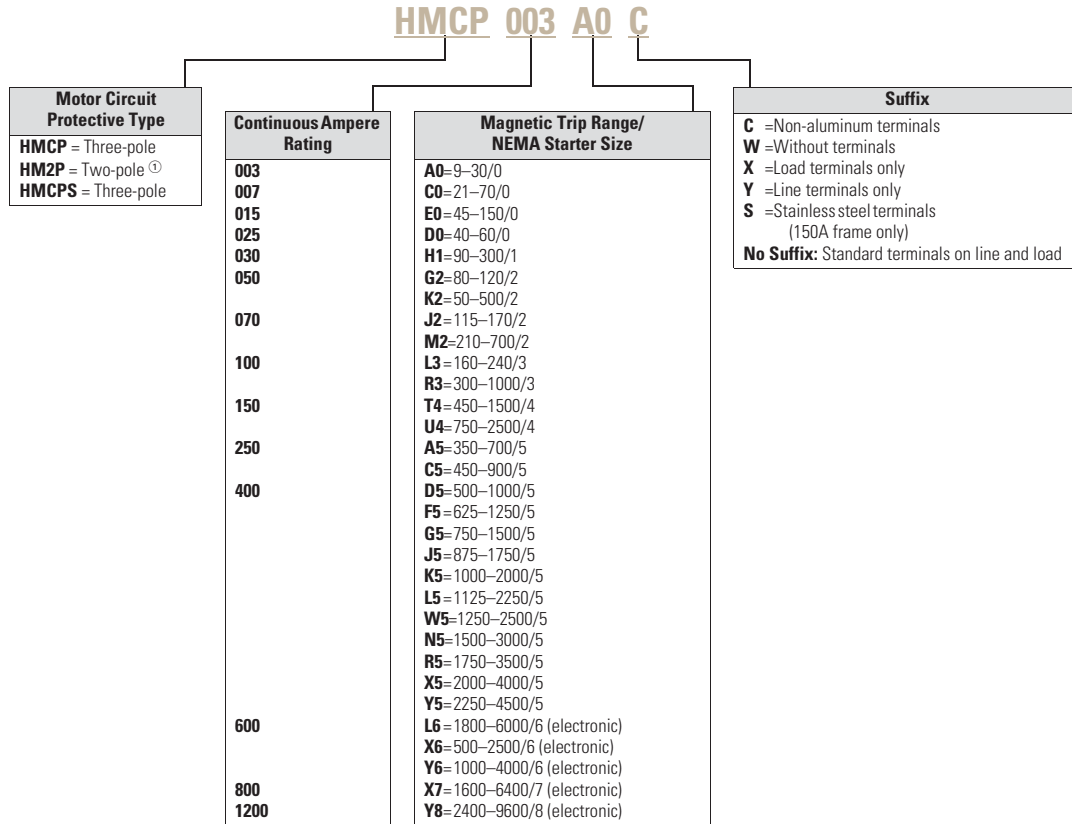 HMCP 003 A0 C
Motor Circuit
Protective Type
HMCP = Three-pole
HM2P = Two-pole ①
HMCPS = Three-pole
Continuous Ampere
Rating
003
007
015
025
030
050
070
100
150
250
400
600
800
1200
Magnetic Trip Range/
NEMA Starter Size
A0=9–30/0
C0=21–70/0
E0=45–150/0
D0=40–60/0
H1=90–300/1
G2=80–120/2
K2=50–500/2
J2=115–170/2
M2=210–700/2
L3=160–240/3
R3=300–1000/3
T4=450–1500/4
U4=750–2500/4
A5=350–700/5
C5=450–900/5
D5=500–1000/5
F5=625–1250/5
G5=750–1500/5
J5=875–1750/5
K5=1000–2000/5
L5=1125–2250/5
W5=1250–2500/5
N5=1500–3000/5
R5=1750–3500/5
X5=2000–4000/5
Y5=2250–4500/5
L6=1800–6000/6 (electronic)
X6=500–2500/6 (electronic)
Y6=1000–4000/6 (electronic)
X7=1600–6400/7 (electronic)
Y8=2400–9600/8 (electronic)
Suffix
C =Non-aluminum terminals
W =Without terminals
X =Load terminals only
Y =Line terminals only
S =Stainless steel terminals
(150A frame only)
No Suffix: Standard terminals on line and load